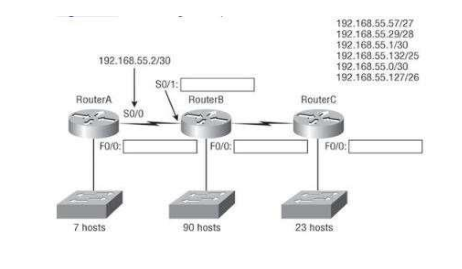 192.168.55.57/27
192.168.55.29/28
192.168.55.1/30
192.168.55.132/25
192.168.55.0/30
192.168.55.127/26
192.168.55.2/30
S0/1:
RouterA
RouterB
RouterC
S0/0
F0/0:
F0/0:
F0/0:
7 hosts
90 hosts
23 hosts